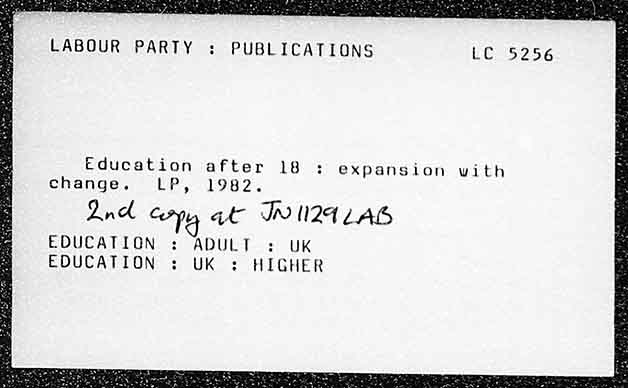 LABOUR PARTY : PUBLICATIONS LC 5256
Education after 18 : expansion with
change. LP, 1982.
2nd copy at JN1129LAB
EDUCATION : ADULT : UK
EDUCATION : UK : HIGHER